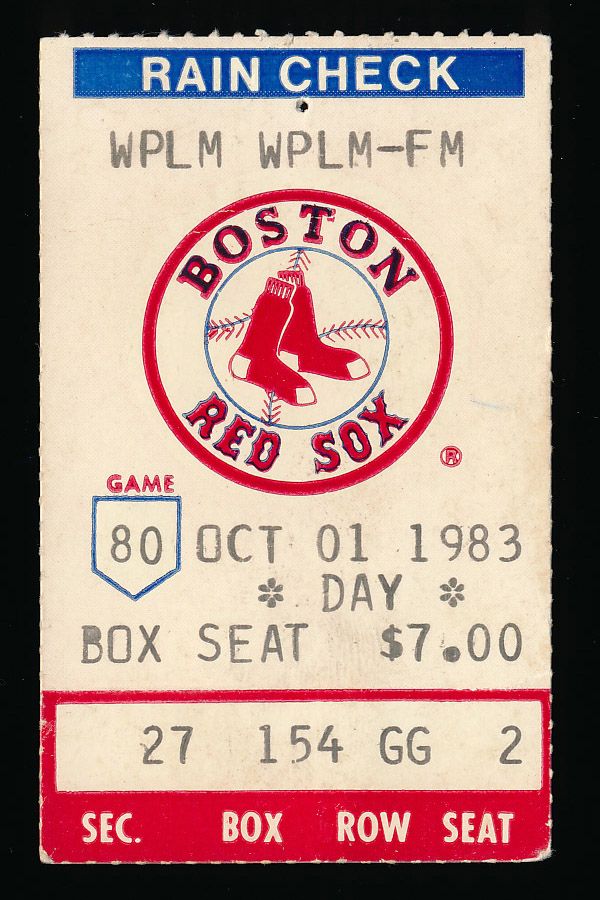 RAIN CHECK
WPLM WPLM-FM
BOSTON
RED SOX
®
GAME
80 OCT 01 1983
* DAY *
BOX SEAT $7.00
27 154 GG 2
SEC. BOX ROW SEAT